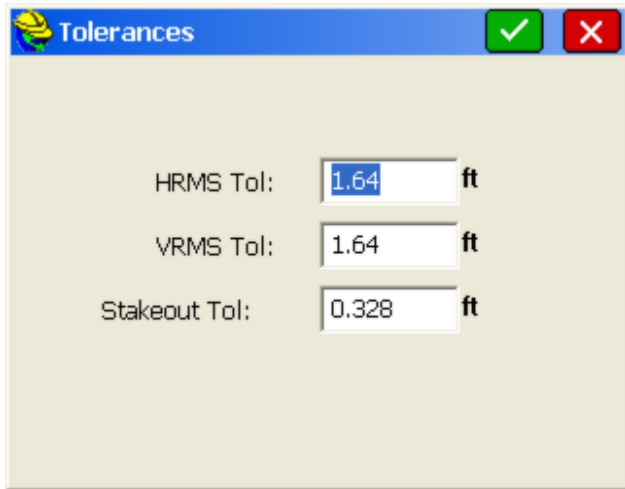 Tolerances
HRMS Tol: 1.64 ft
VRMS Tol: 1.64 ft
Stakeout Tol: 0.328 ft